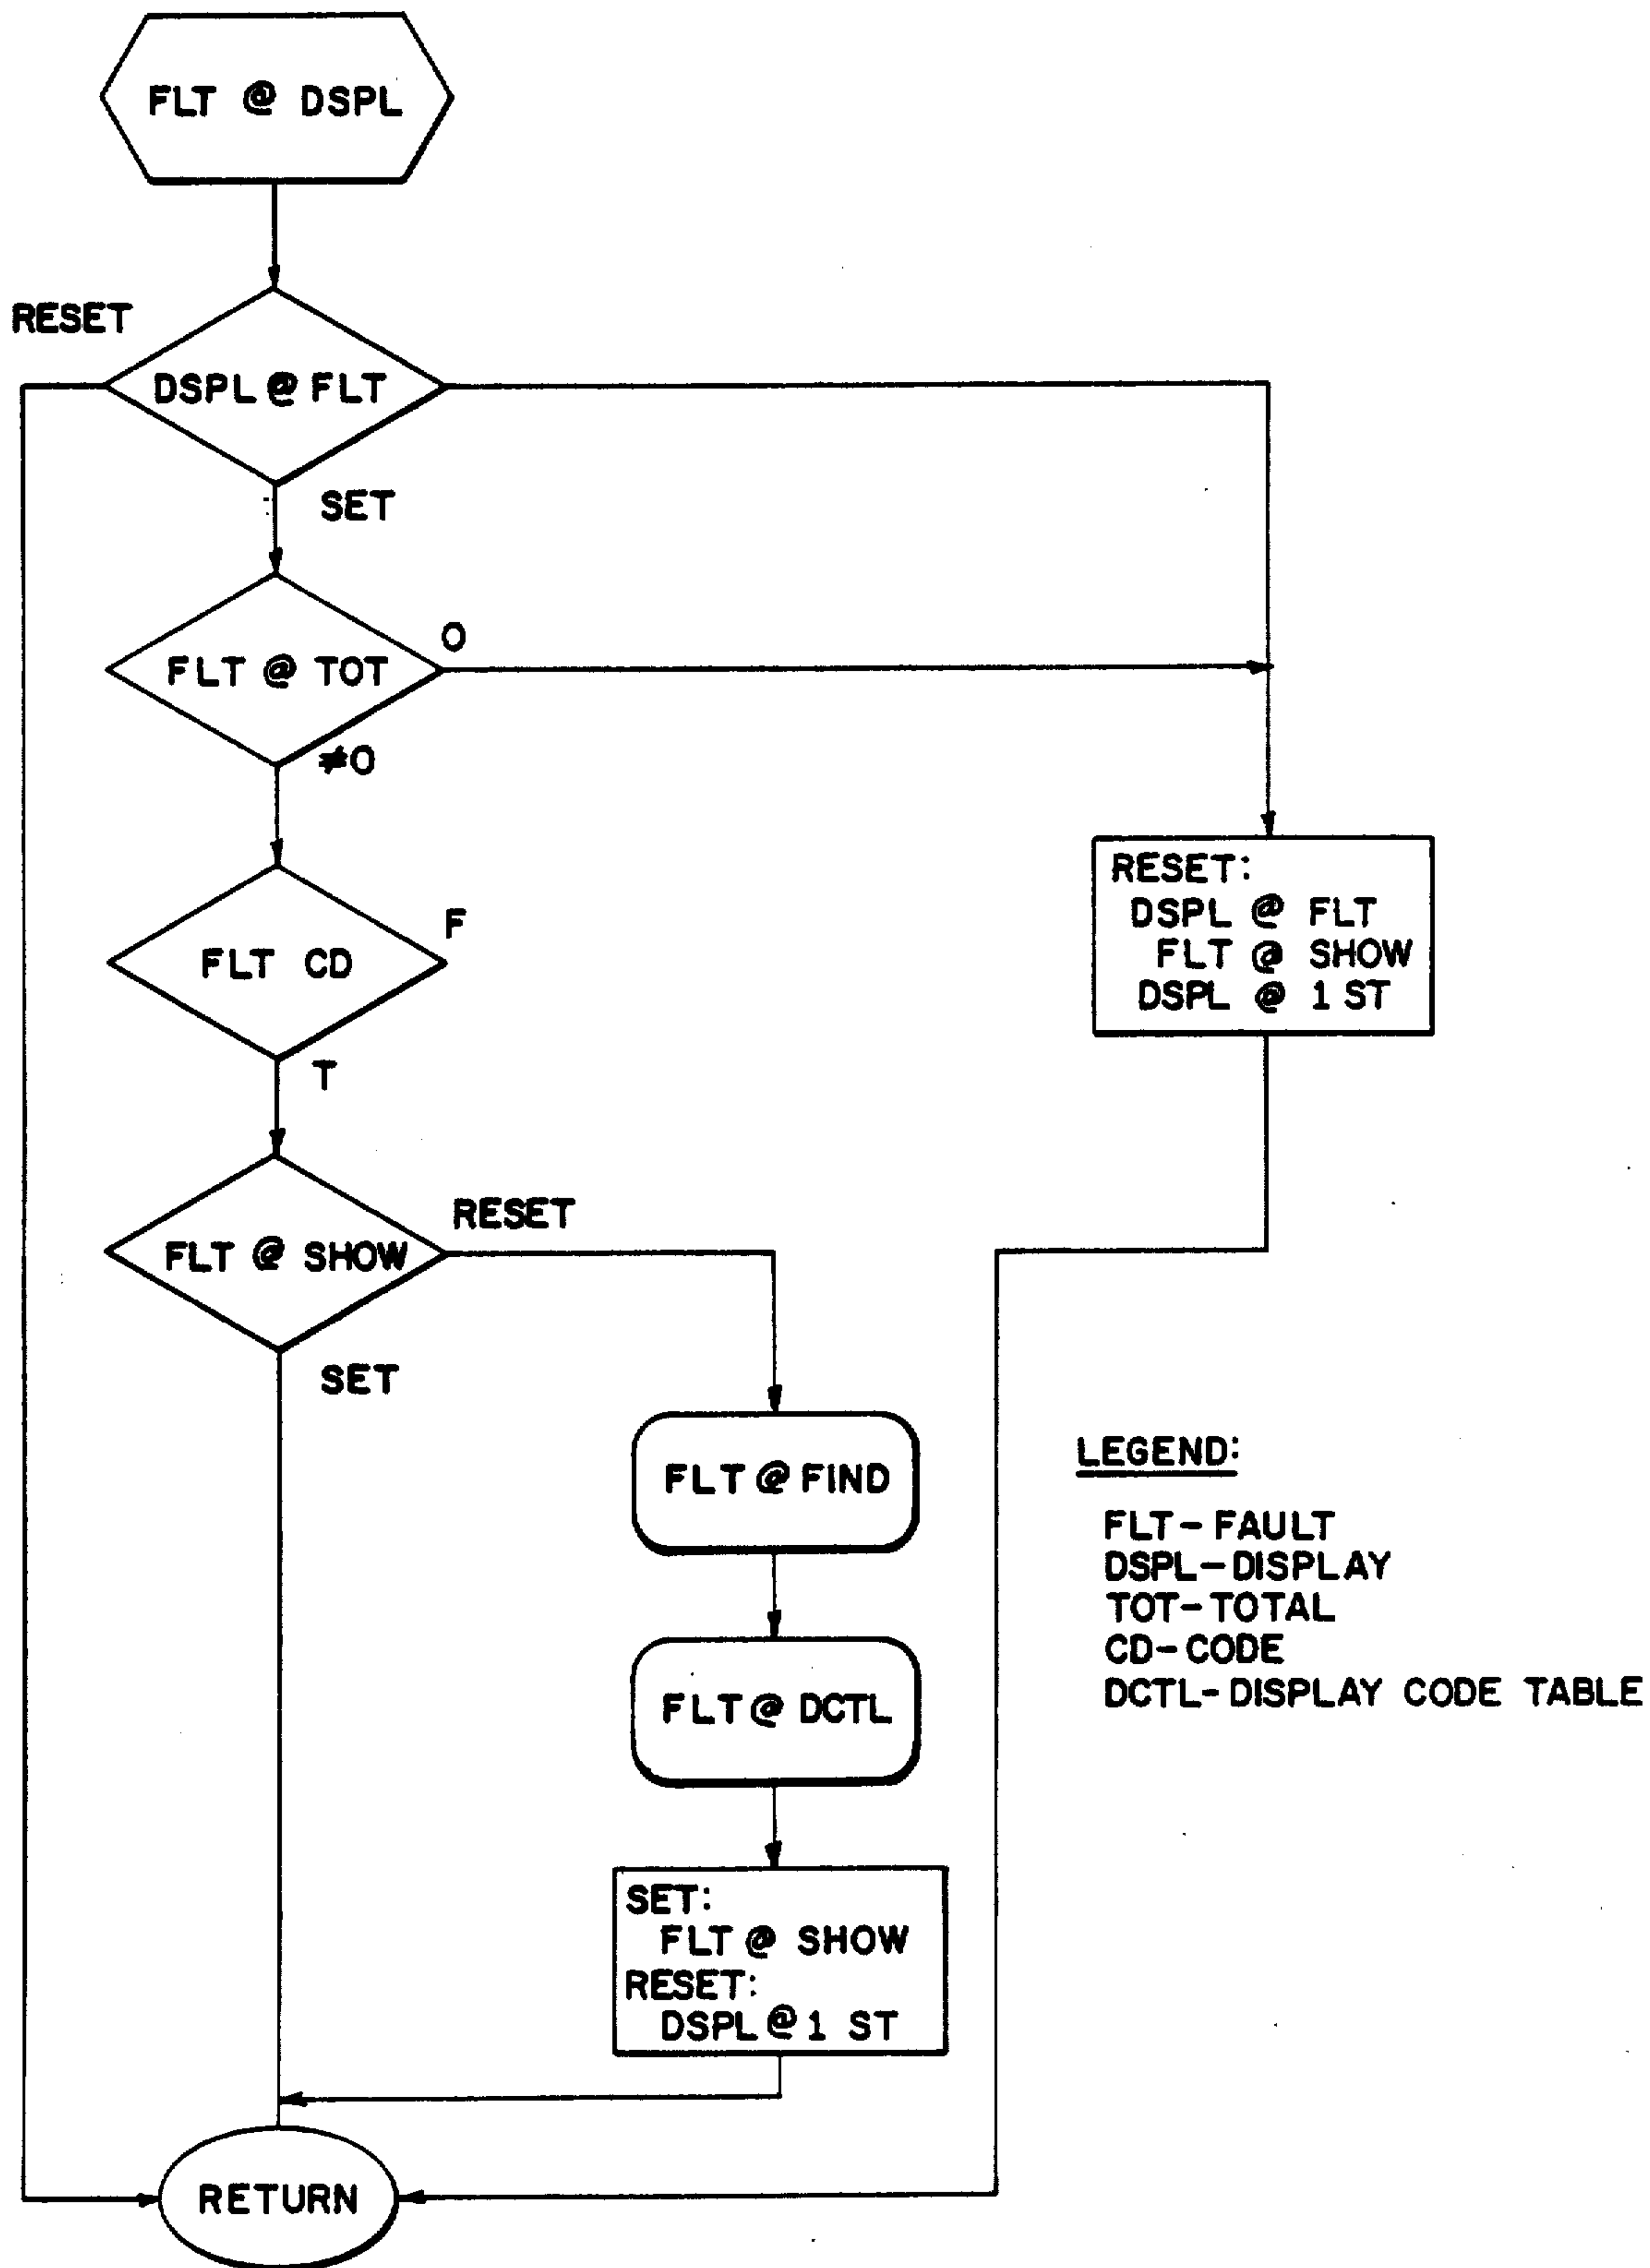 FLT @ DSPL
RESET
DSPL @ FLT
SET
FLT @ TOT
O
≠O
FLT CD
F
T
RESET:
DSPL @ FLT
FLT @ SHOW
DSPL @ 1 ST
FLT @ SHOW
RESET
SET
FLT @ FIND
FLT @ DCTL
SET:
FLT @ SHOW
RESET:
DSPL @ 1 ST
RETURN
LEGEND:
FLT-FAULT
DSPL-DISPLAY
TOT-TOTAL
CD-CODE
DCTL-DISPLAY CODE TABLE